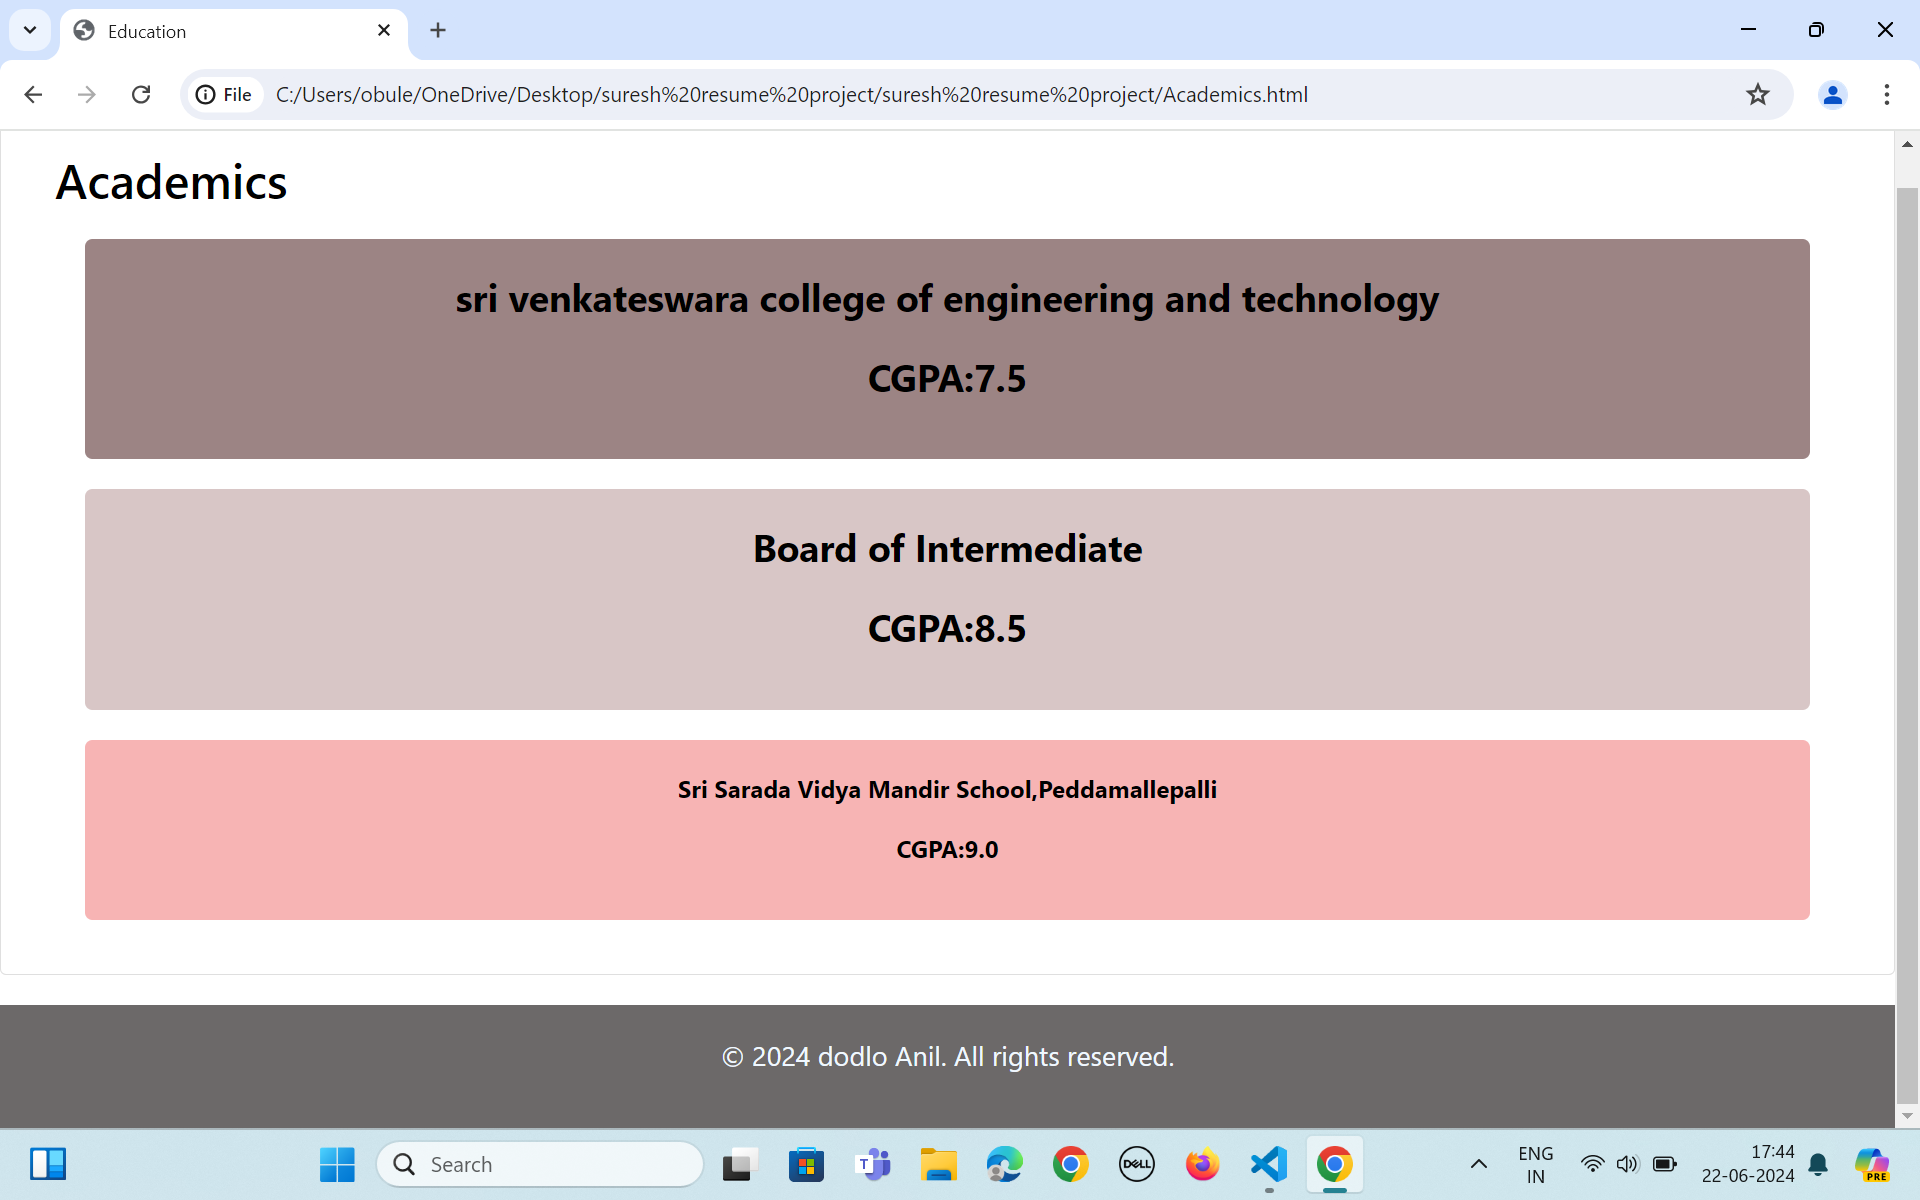 Education
File
C:/Users/obule/OneDrive/Desktop/suresh%20resume%20project/suresh%20resume%20project/Academics.html
Academics
sri venkateswara college of engineering and technology
CGPA:7.5
Board of Intermediate
CGPA:8.5
Sri Sarada Vidya Mandir School,Peddamallepalli
CGPA:9.0
© 2024 dodlo Anil. All rights reserved.
Search
T
DELL
ENG
IN
17:44
22-06-2024
PRE